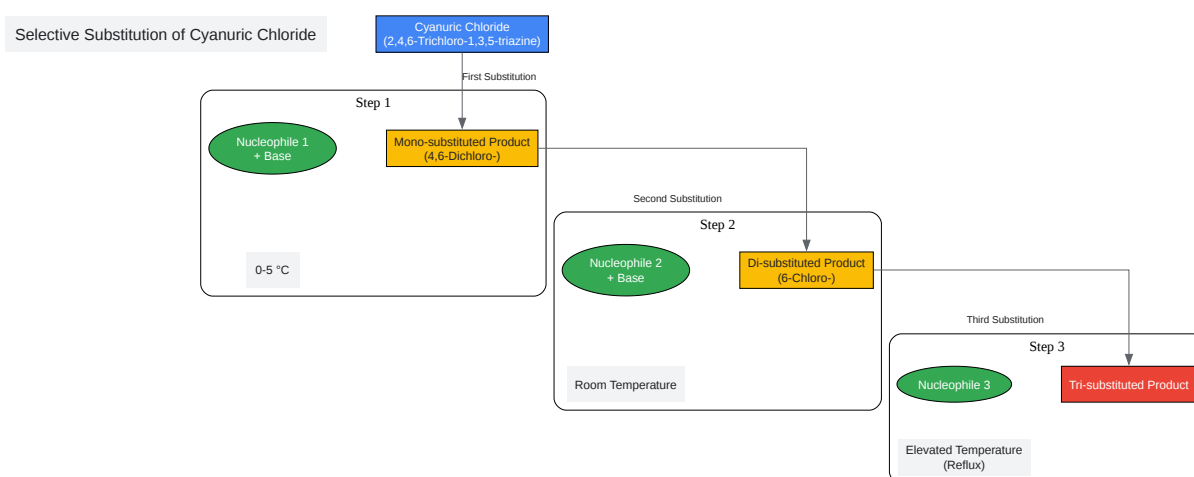 Selective Substitution of Cyanuric Chloride
Cyanuric Chloride
(2,4,6-Trichloro-1,3,5-triazine)
First Substitution
Step 1
Nucleophile 1
+ Base
Mono-substituted Product
(4,6-Dichloro-)
0-5 °C
Second Substitution
Step 2
Nucleophile 2
+ Base
Di-substituted Product
(6-Chloro-)
Room Temperature
Third Substitution
Step 3
Nucleophile 3
Tri-substituted Product
Elevated Temperature
(Reflux)